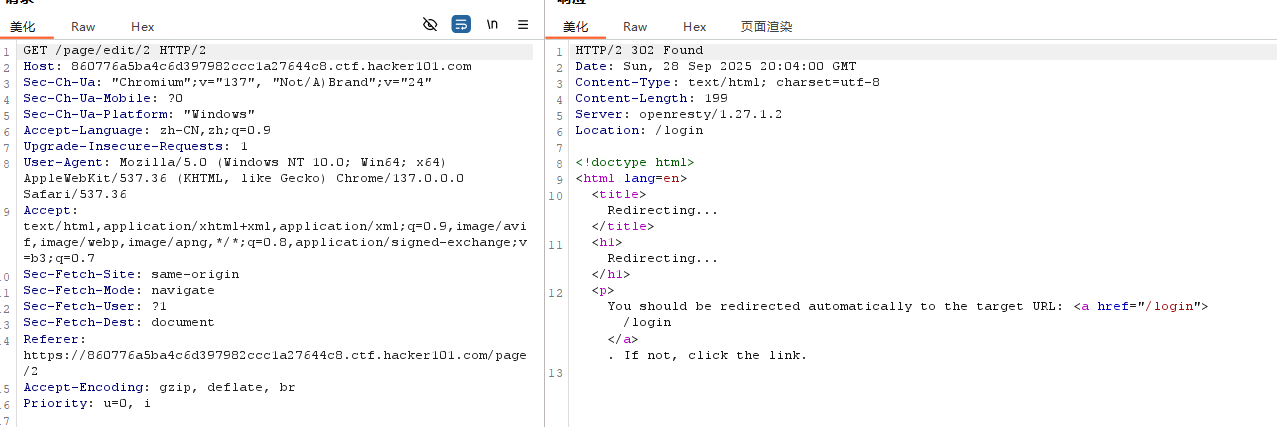 美化 Raw Hex \n
1 GET /page/edit/2 HTTP/2
2 Host: 860776a5ba4c6d397982ccc1a27644c8.ctf.hacker101.com
3 Sec-Ch-Ua: "Chromium";v="137", "Not/A)Brand";v="24"
4 Sec-Ch-Ua-Mobile: ?0
5 Sec-Ch-Ua-Platform: "Windows"
6 Accept-Language: zh-CN,zh;q=0.9
7 Upgrade-Insecure-Requests: 1
8 User-Agent: Mozilla/5.0 (Windows NT 10.0; Win64; x64)
AppleWebKit/537.36 (KHTML, like Gecko) Chrome/137.0.0.0
Safari/537.36
9 Accept:
text/html,application/xhtml+xml,application/xml;q=0.9,image/avi
f,image/webp,image/apng,*/*;q=0.8,application/signed-exchange;v
=b3;q=0.7
10 Sec-Fetch-Site: same-origin
11 Sec-Fetch-Mode: navigate
12 Sec-Fetch-User: ?1
13 Sec-Fetch-Dest: document
14 Referer:
https://860776a5ba4c6d397982ccc1a27644c8.ctf.hacker101.com/page
/2
15 Accept-Encoding: gzip, deflate, br
16 Priority: u=0, i
17
美化 Raw Hex 页面渲染
1 HTTP/2 302 Found
2 Date: Sun, 28 Sep 2025 20:04:00 GMT
3 Content-Type: text/html; charset=utf-8
4 Content-Length: 199
5 Server: openresty/1.27.1.2
6 Location: /login
7
8 <!doctype html>
9 <html lang=en>
10 <title>
Redirecting...
</title>
11 <h1>
Redirecting...
</h1>
12 <p>
You should be redirected automatically to the target URL: <a href="/login">
/login
</a>
. If not, click the link.
13